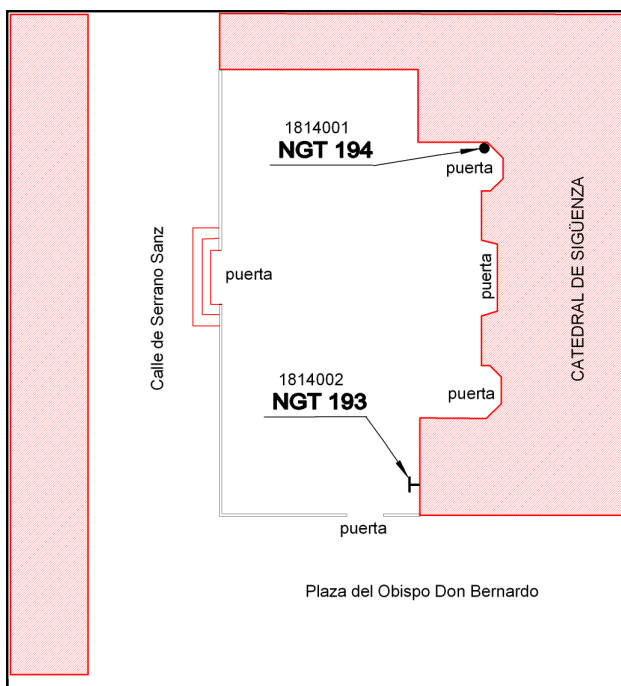 1814001
NGT 194
puerta
CATEDRAL DE SIGÜENZA
Calle de Serrano Sanz
puerta
puerta
1814002
NGT 193
puerta
puerta
Plaza del Obispo Don Bernardo